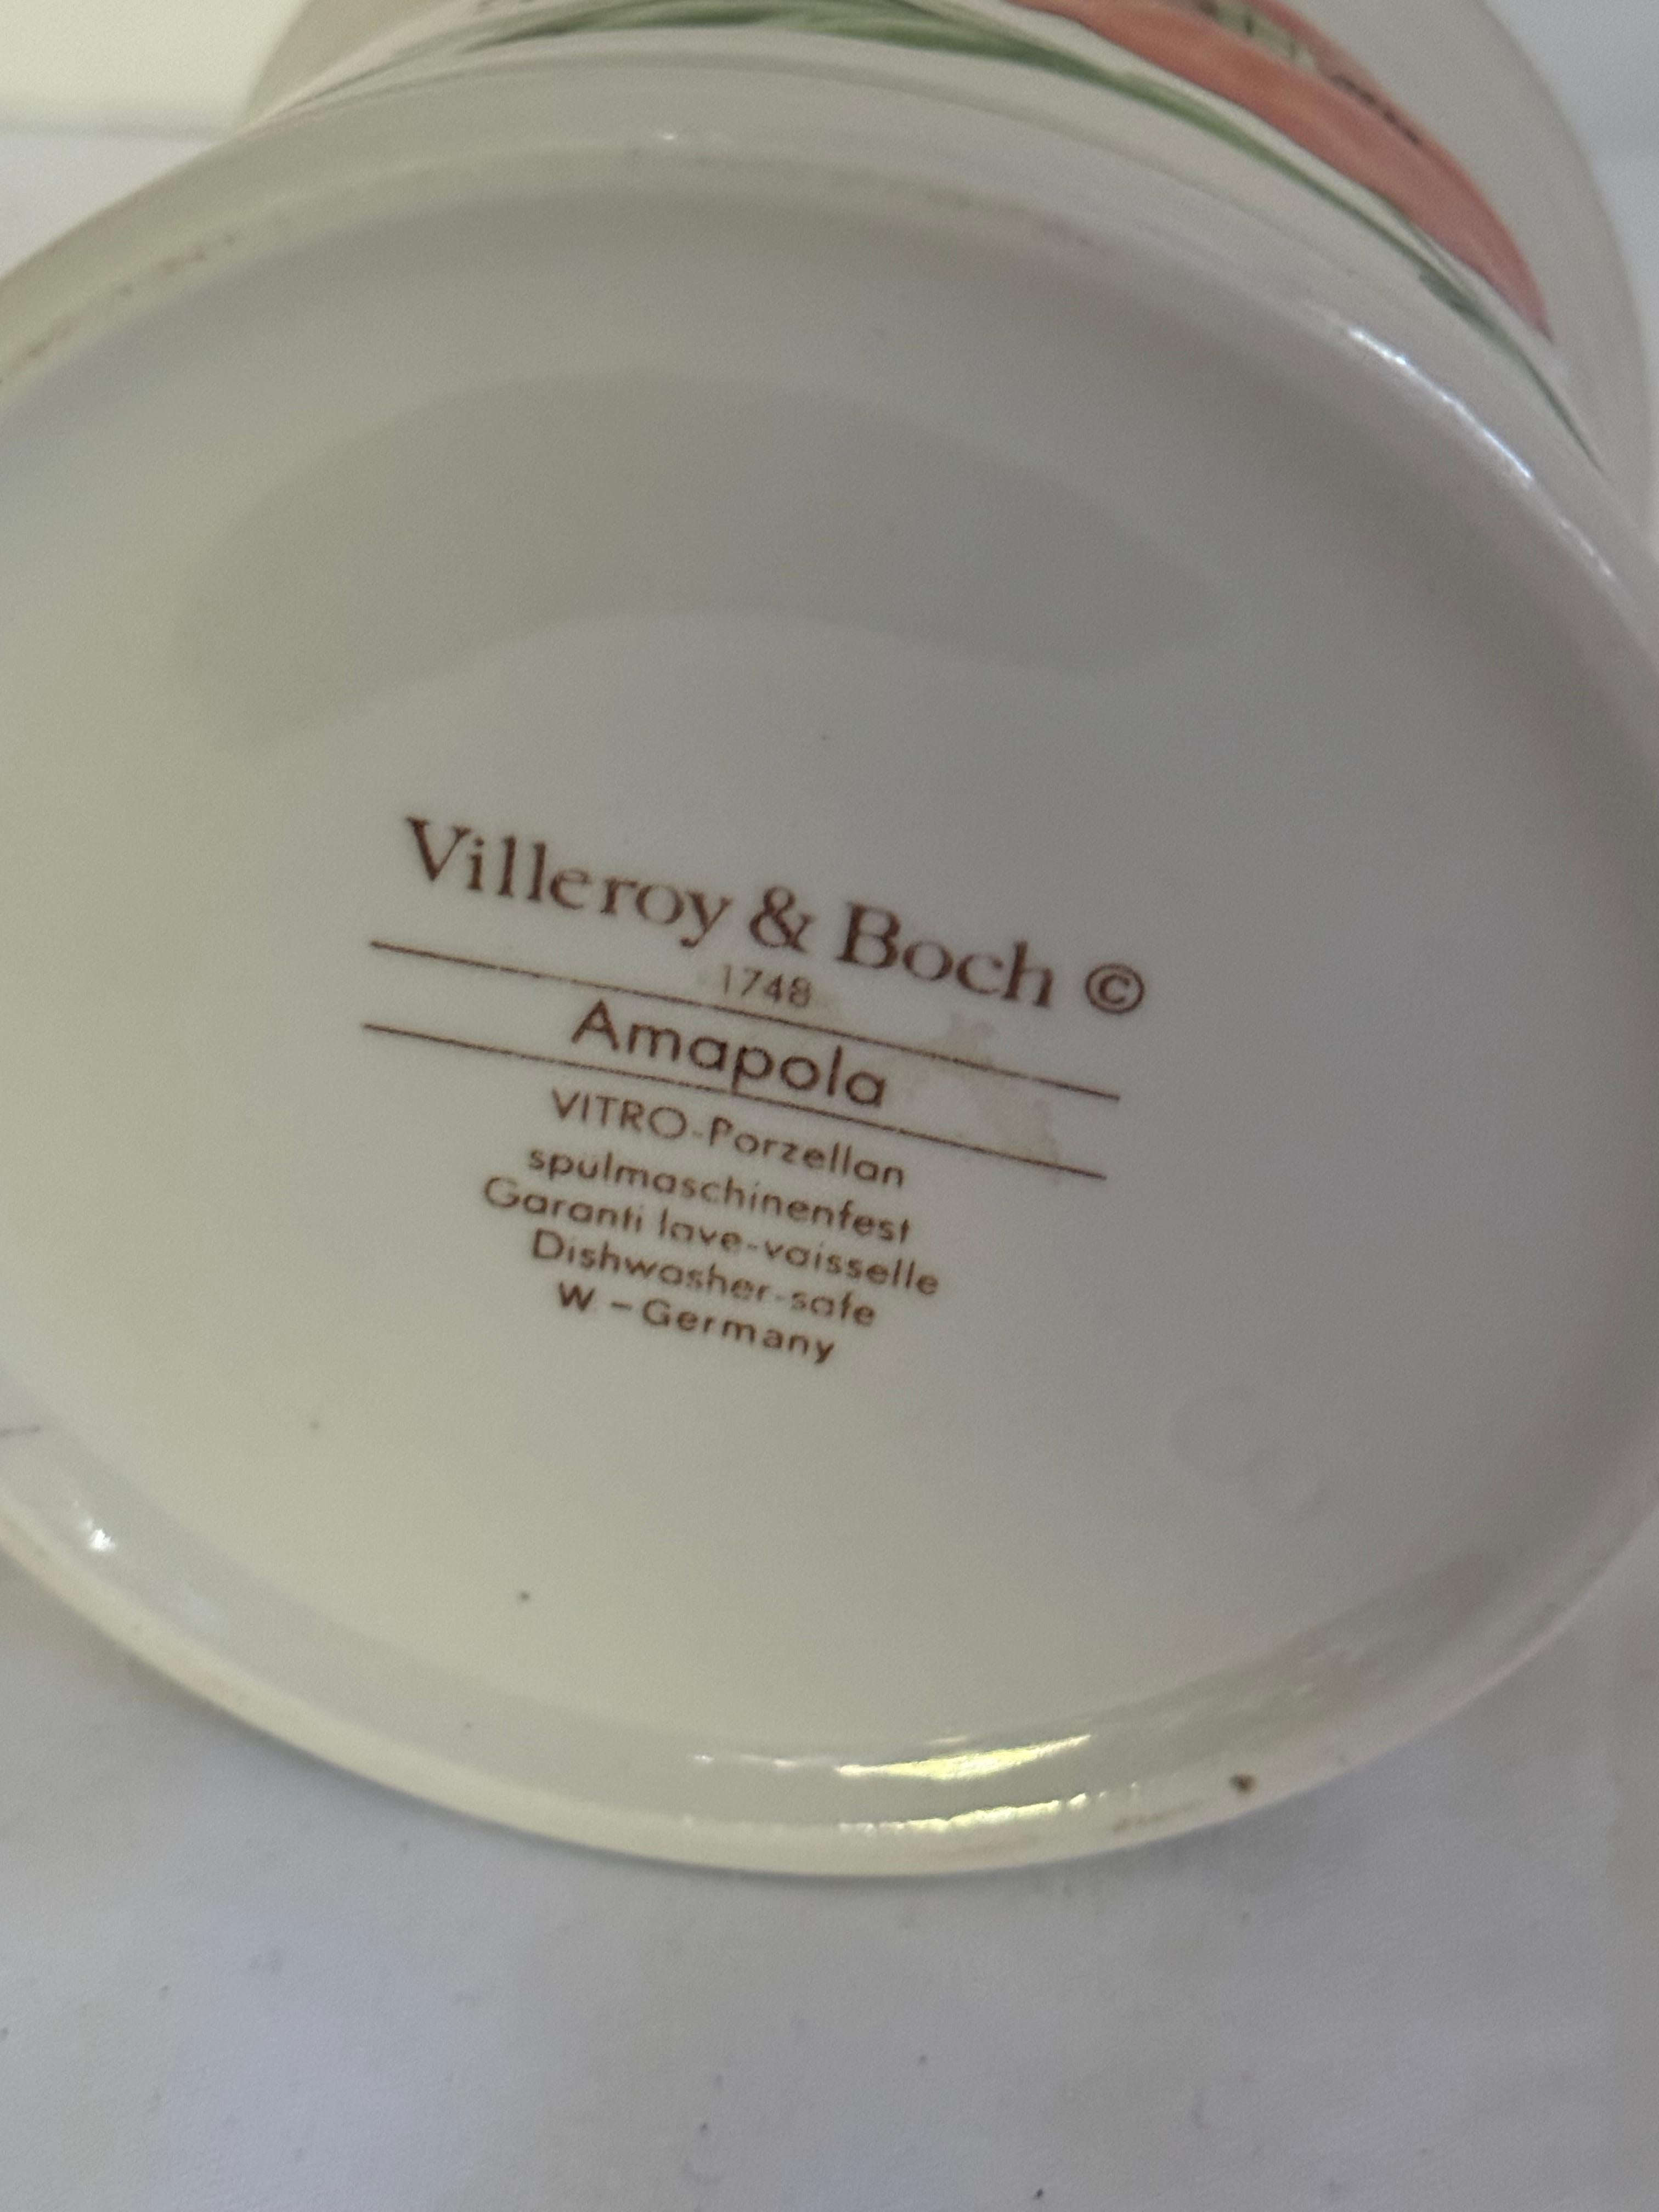 Villeroy & Boch ©
1748
Amapola
VITRO-Porzellan
spülmaschinenfest
Garanti lave-vaisselle
Dishwasher-safe
W.-Germany